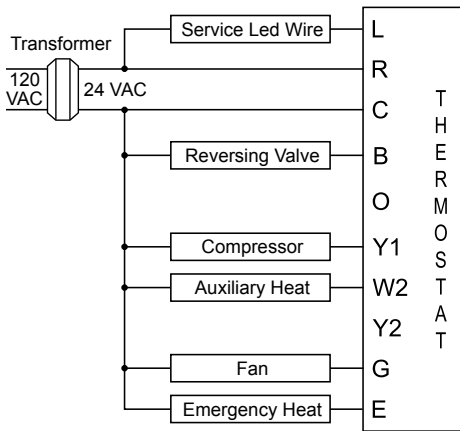 Transformer
120
VAC
24 VAC
Service Led Wire
L
R
C
Reversing Valve
B
O
Compressor
Y1
Auxiliary Heat
W2
Y2
Fan
G
Emergency Heat
E
THERMOSTAT